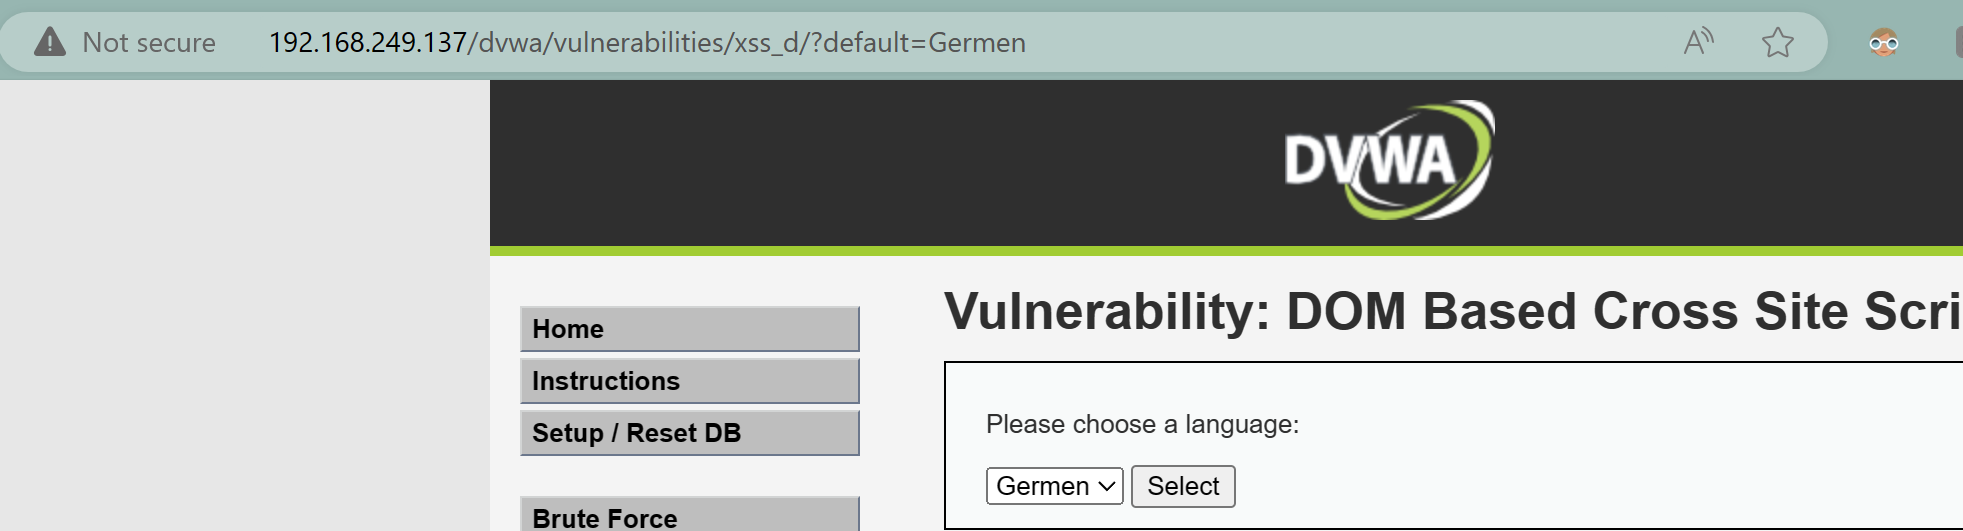 Not secure 192.168.249.137/dvwa/vulnerabilities/xss_d/?default=Germen
DVWA
Home
Instructions
Setup / Reset DB
Brute Force
Vulnerability: DOM Based Cross Site Scri
Please choose a language:
Germen Select